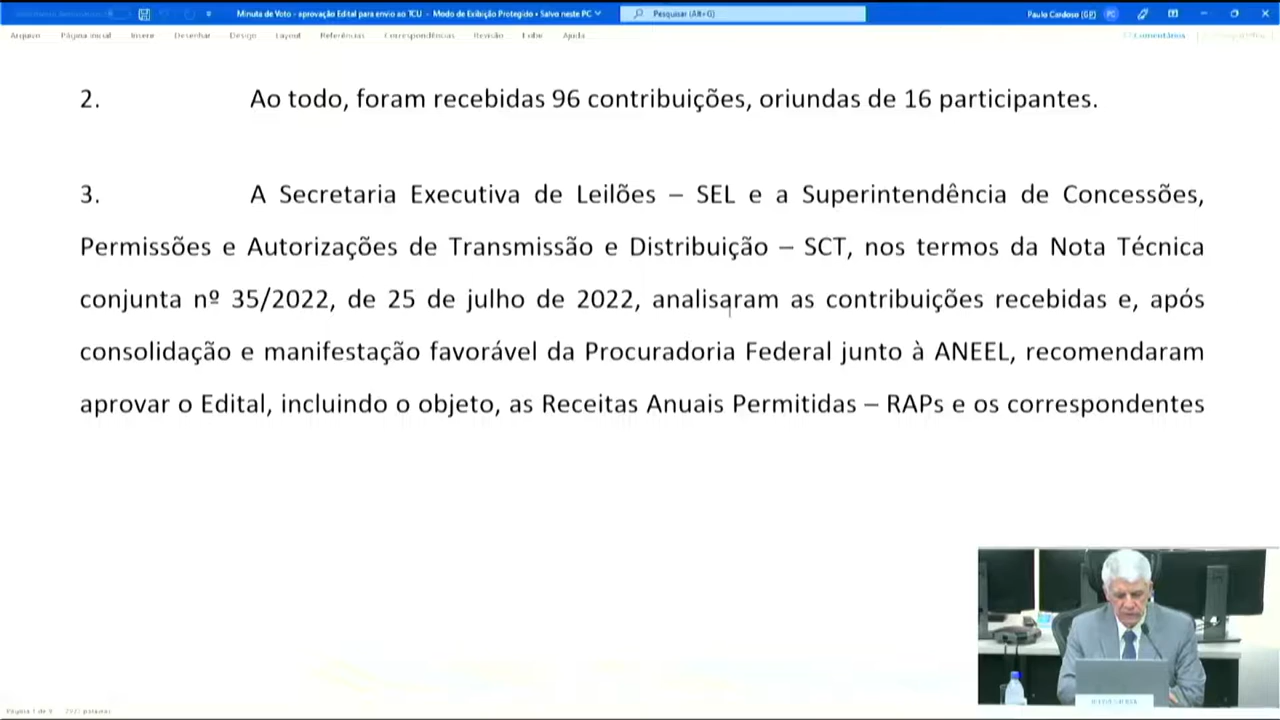 Minuta de Voto - aprovação Edital para envio ao TCU - Modo de Exibição Protegido • Salvo neste PC
Pesquisar (Alt+G)
Paulo Cardoso (GP) PC
Arquivo Página inicial Inserir Desenhar Design Layout Referências Correspondências Revisão Exibir Ajuda
Comentários
2. Ao todo, foram recebidas 96 contribuições, oriundas de 16 participantes.
3. A Secretaria Executiva de Leilões – SEL e a Superintendência de Concessões,
Permissões e Autorizações de Transmissão e Distribuição – SCT, nos termos da Nota Técnica
conjunta nº 35/2022, de 25 de julho de 2022, analisaram as contribuições recebidas e, após
consolidação e manifestação favorável da Procuradoria Federal junto à ANEEL, recomendaram
aprovar o Edital, incluindo o objeto, as Receitas Anuais Permitidas – RAPs e os correspondentes